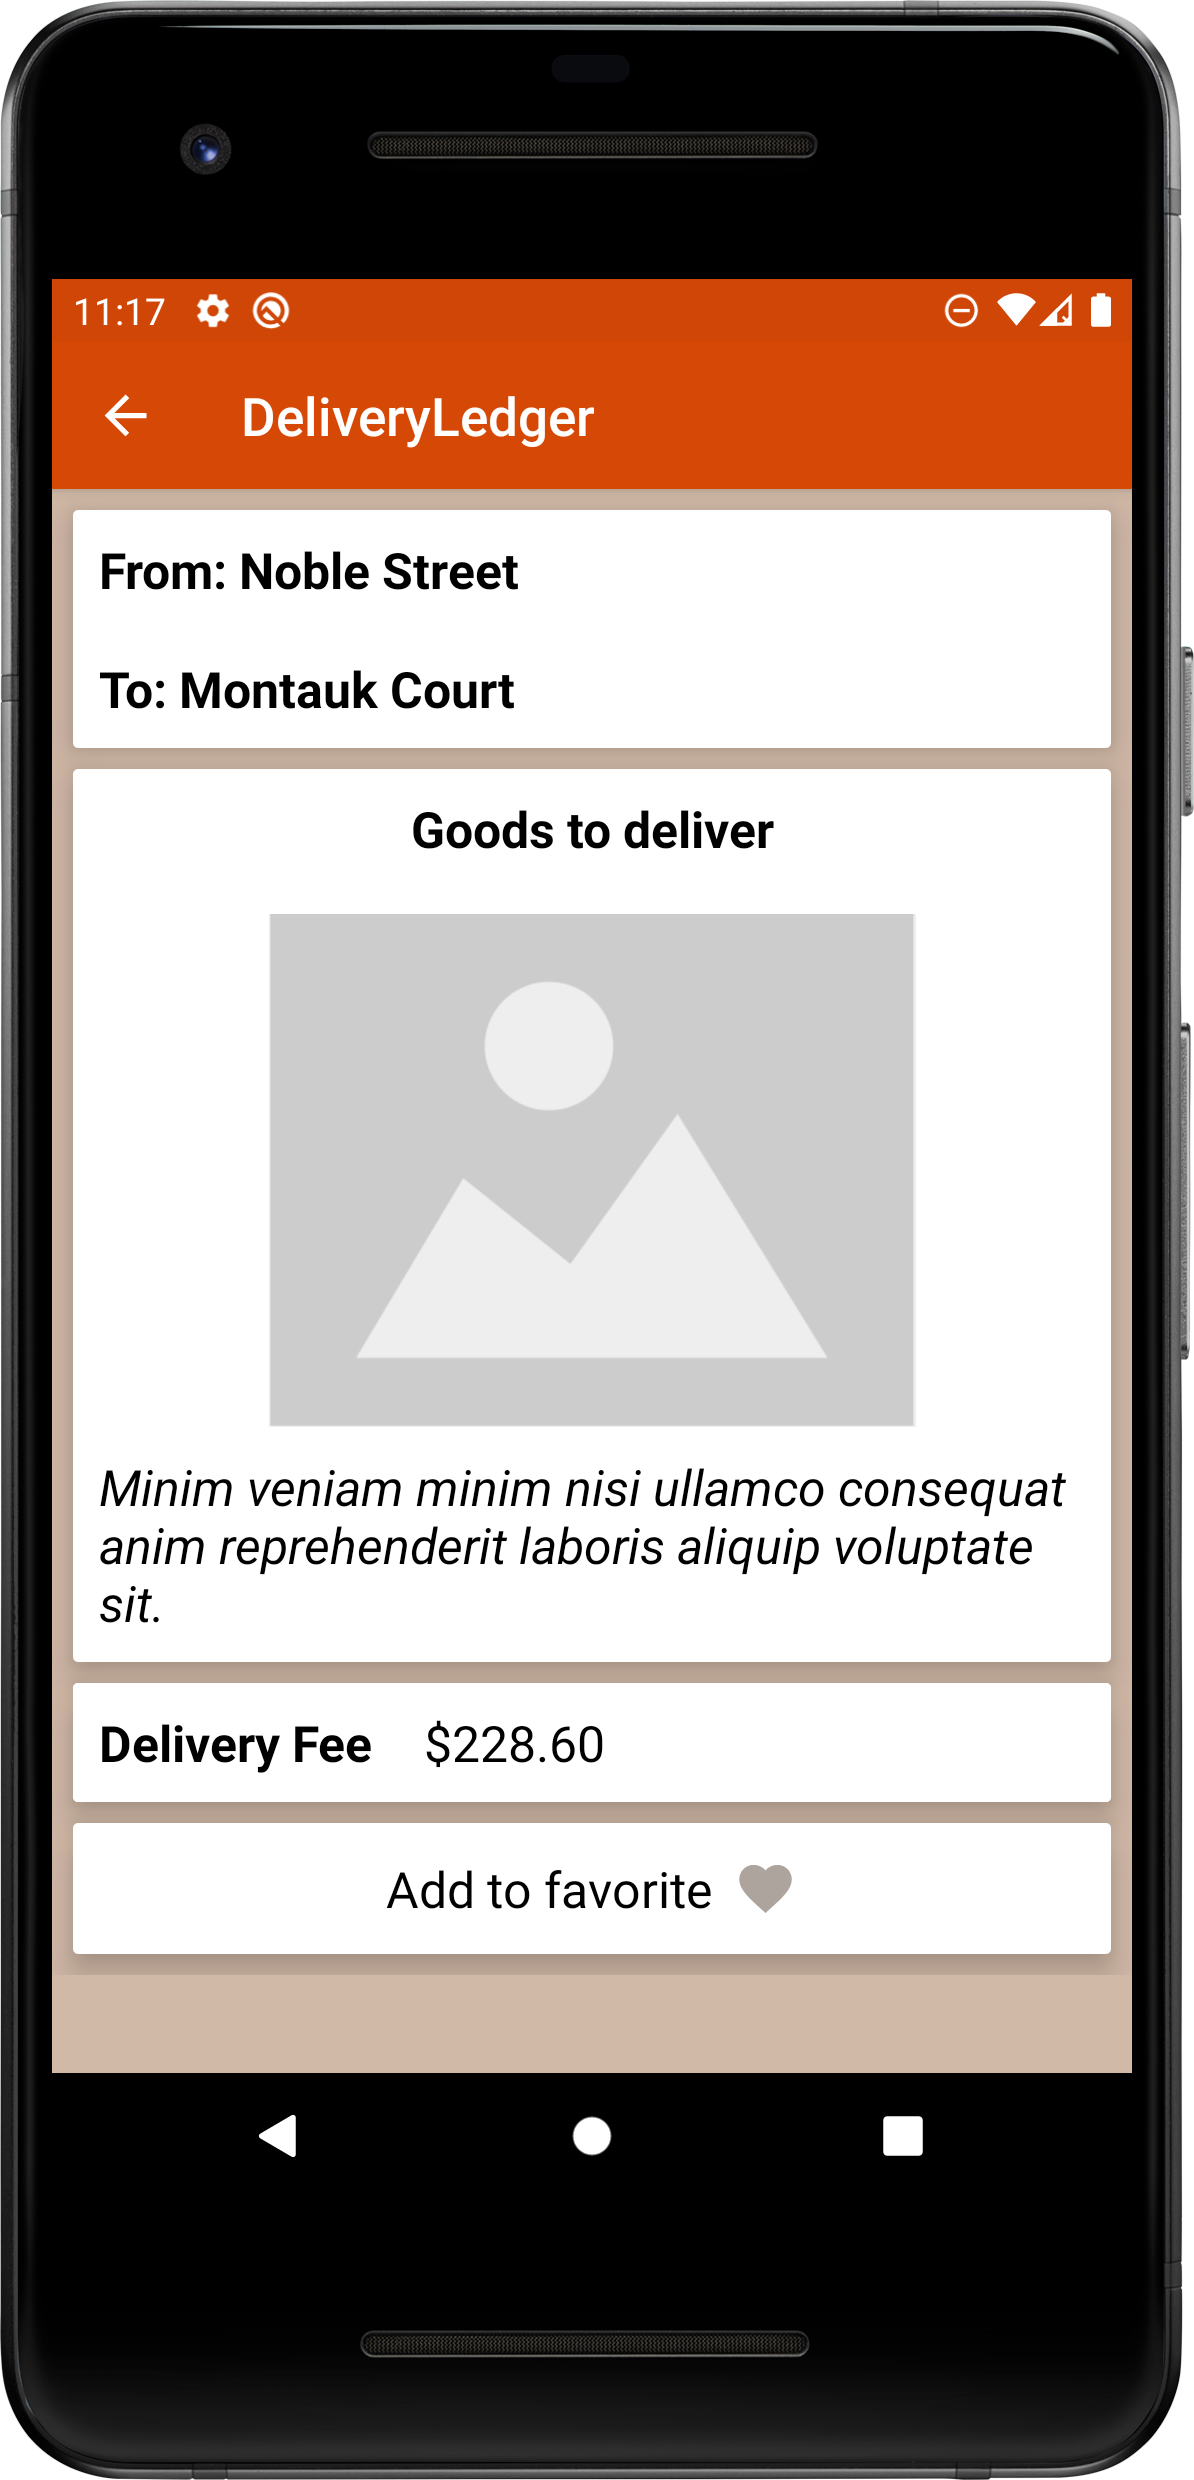 11:17
DeliveryLedger
From: Noble Street
To: Montauk Court
Goods to deliver
Minim veniam minim nisi ullamco consequat
anim reprehenderit laboris aliquip voluptate
sit.
Delivery Fee $228.60
Add to favorite